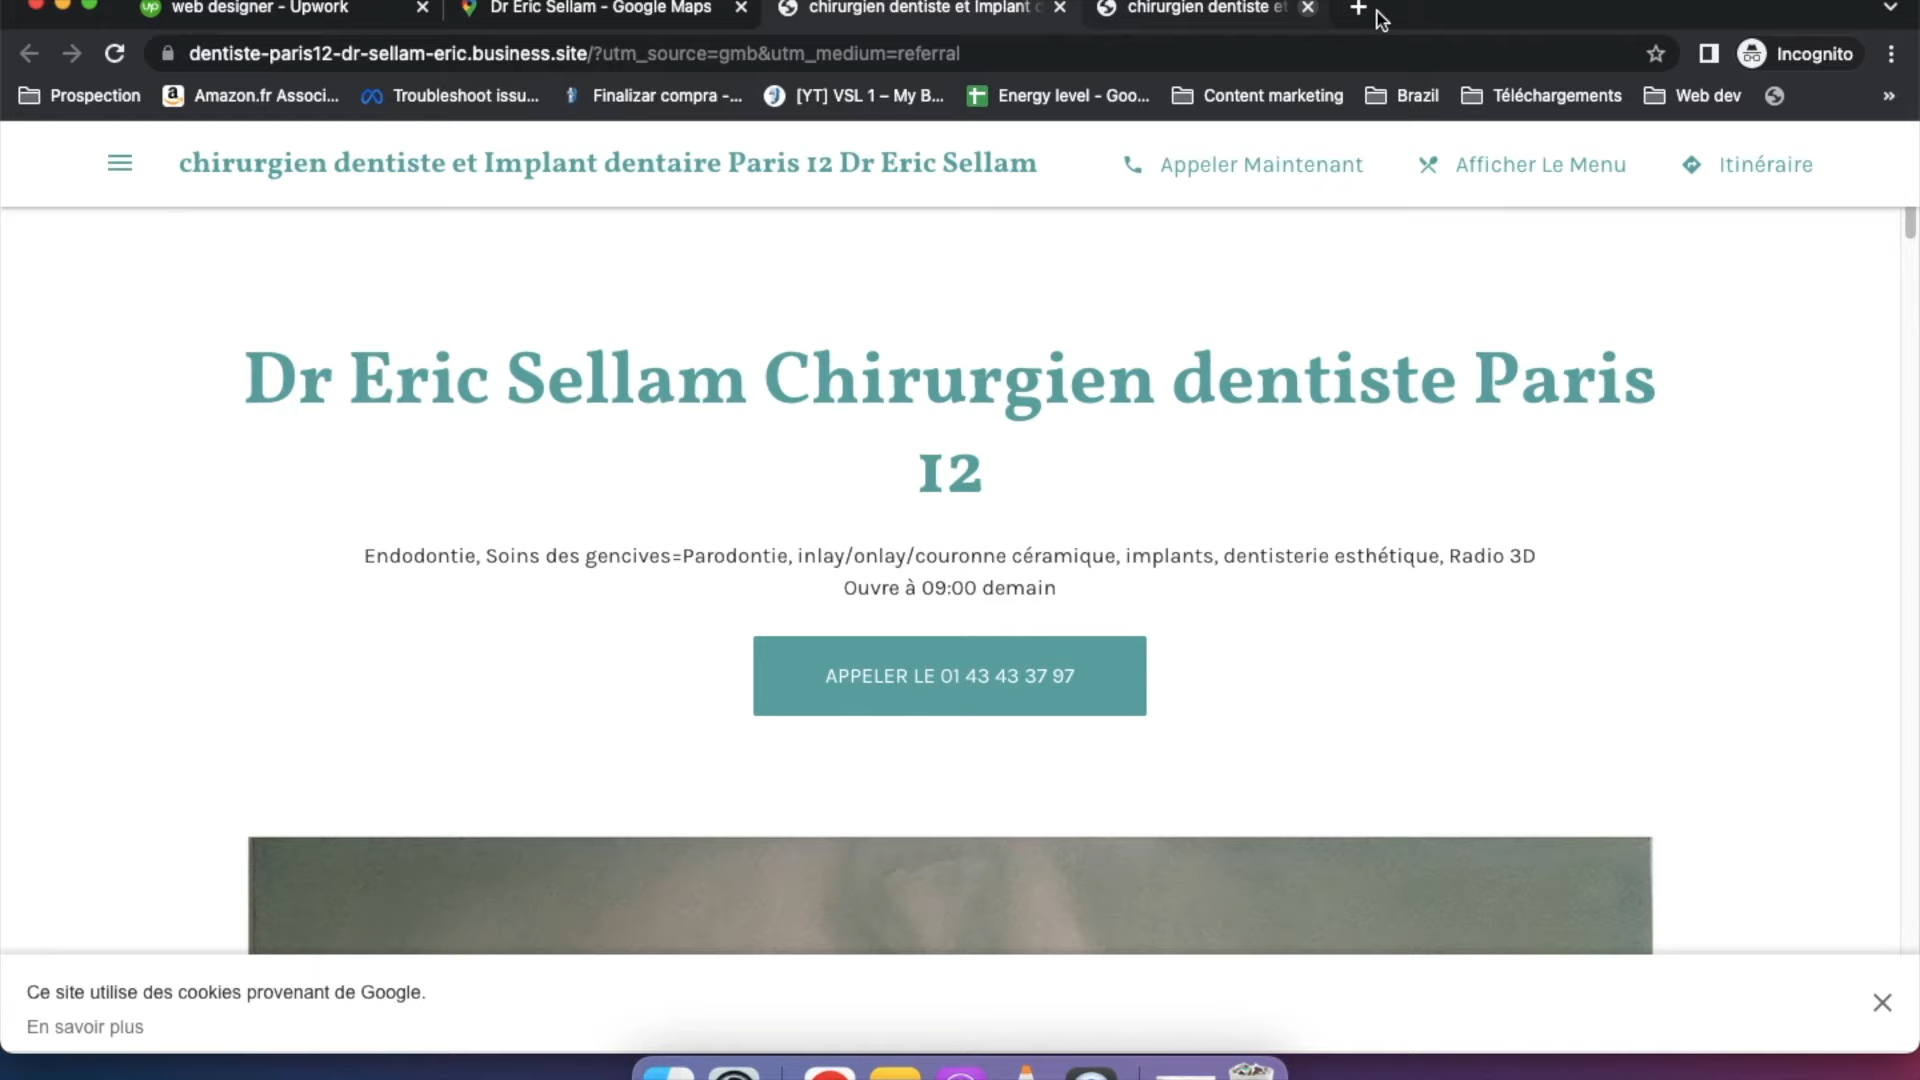 web designer - Upwork
Dr Eric Sellam - Google Maps
chirurgien dentiste et Implant
chirurgien dentiste et
dentiste-paris12-dr-sellam-eric.business.site/?utm_source=gmb&utm_medium=referral
Incognito
Prospection
Amazon.fr Associ...
Troubleshoot issu...
Finalizar compra -...
[YT] VSL 1 – My B...
Energy level - Goo...
Content marketing
Brazil
Téléchargements
Web dev
»
chirurgien dentiste et Implant dentaire Paris 12 Dr Eric Sellam
Appeler Maintenant
Afficher Le Menu
Itinéraire
Dr Eric Sellam Chirurgien dentiste Paris
12
Endodontie, Soins des gencives=Parodontie, inlay/onlay/couronne céramique, implants, dentisterie esthétique, Radio 3D
Ouvre à 09:00 demain
APPELER LE 01 43 43 37 97
Ce site utilise des cookies provenant de Google.
En savoir plus